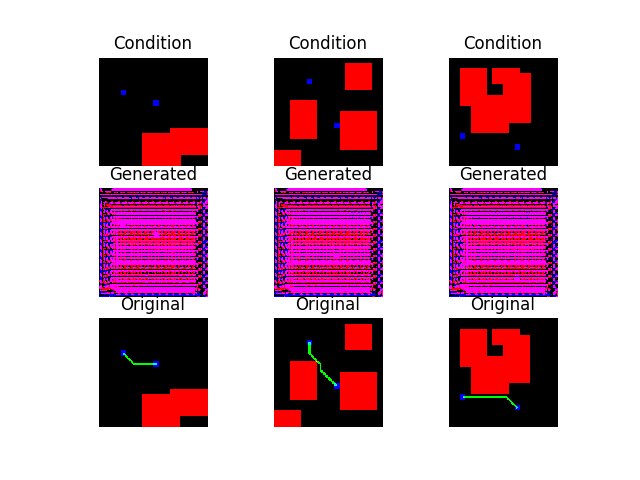 Condition Condition Condition
Generated Generated Generated
Original Original Original